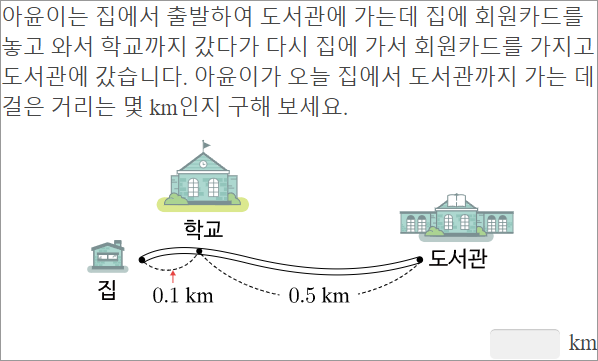 아윤이는 집에서 출발하여 도서관에 가는데 집에 회원카드를
놓고 와서 학교까지 갔다가 다시 집에 가서 회원카드를 가지고
도서관에 갔습니다. 아윤이가 오늘 집에서 도서관까지 가는 데
걸은 거리는 몇 km인지 구해 보세요.
학교
도서관
집
0.1 km
0.5 km
km